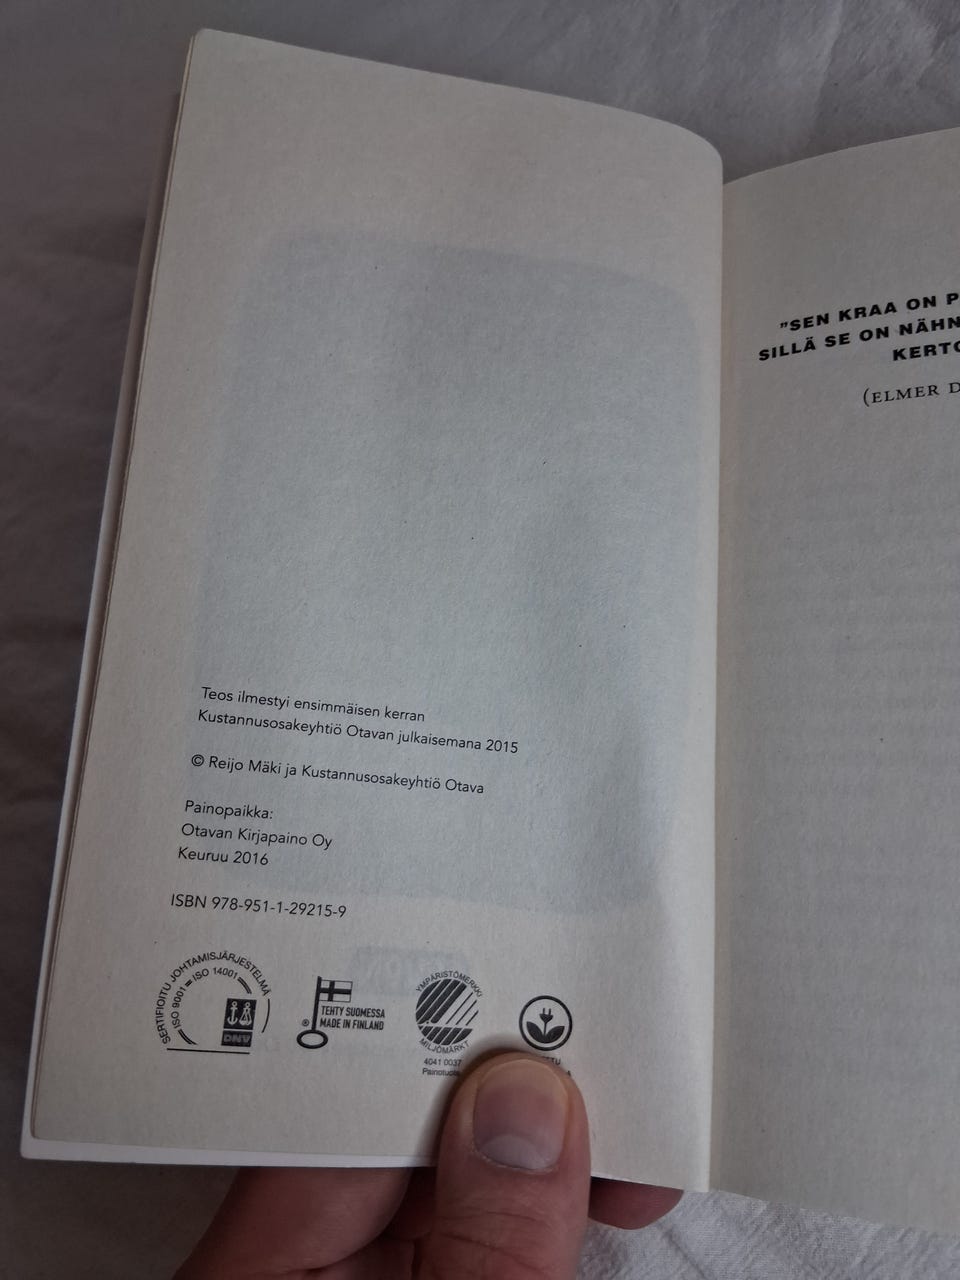 Teos ilmestyi ensimmäisen kerran
Kustannusosakeyhtiö Otavan julkaisemana 2015
© Reijo Mäki ja Kustannusosakeyhtiö Otava
Painopaikka:
Otavan Kirjapaino Oy
Keuruu 2016
ISBN 978-951-1-29215-9
SERTIFIOITU JOHTAMISJÄRJESTELMÄ
ISO 9001 = ISO 14001
DNV
® TEHTY SUOMESSA
MADE IN FINLAND
YMPÄRISTÖMERKKI
MILJÖMÄRKT
4041 0037
"SEN KRAA ON
SILLÄ SE ON
(ELMER